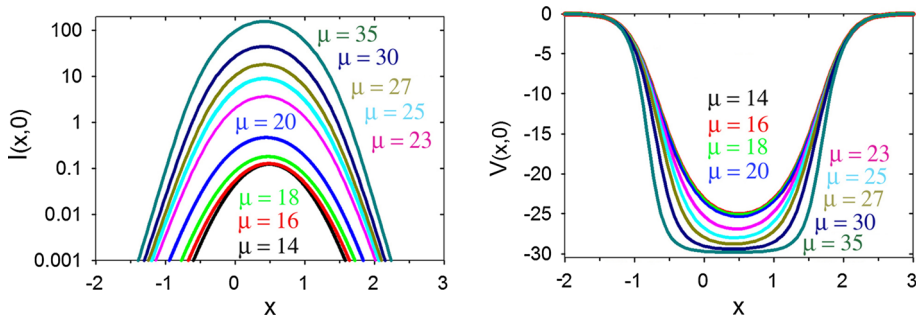 I(x,0)
100
10
1
0.1
0.01
0.001
μ = 35
μ = 30
μ = 27
μ = 25
μ = 23
μ = 20
μ = 18
μ = 16
μ = 14
-2
-1
0
1
2
3
x
V(x,0)
0
-5
-10
-15
-20
-25
-30
μ = 14
μ = 16
μ = 18
μ = 20
μ = 23
μ = 25
μ = 27
μ = 30
μ = 35
-2
-1
0
1
2
3
x